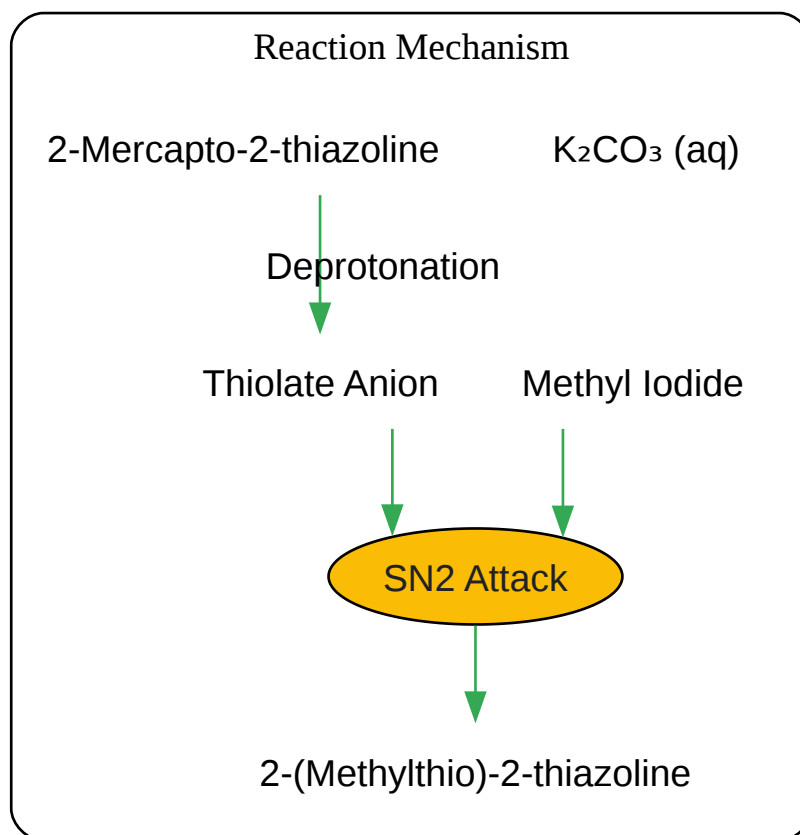 Reaction Mechanism
2-Mercapto-2-thiazoline
K₂CO₃ (aq)
Deprotonation
Thiolate Anion
Methyl Iodide
SN2 Attack
2-(Methylthio)-2-thiazoline